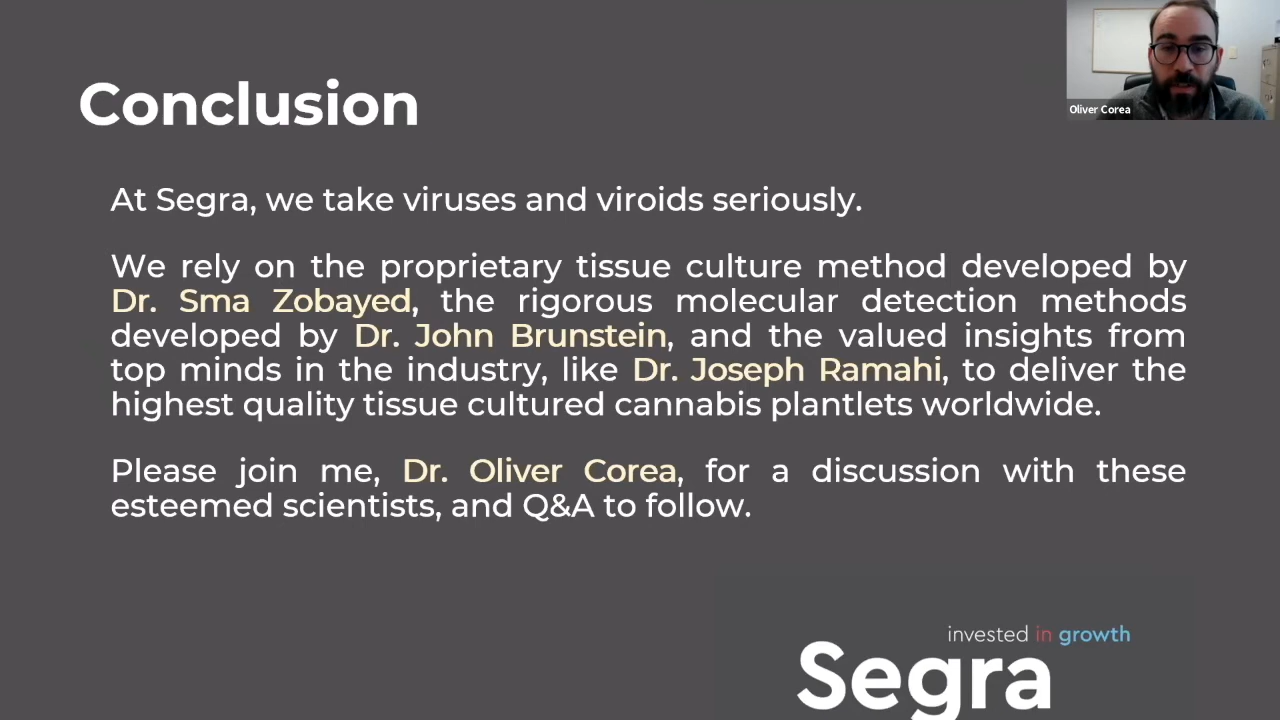 Oliver Corea
Conclusion
At Segra, we take viruses and viroids seriously.
We rely on the proprietary tissue culture method developed by
Dr. Sma Zobayed, the rigorous molecular detection methods
developed by Dr. John Brunstein, and the valued insights from
top minds in the industry, like Dr. Joseph Ramahi, to deliver the
highest quality tissue cultured cannabis plantlets worldwide.
Please join me, Dr. Oliver Corea, for a discussion with these
esteemed scientists, and Q&A to follow.
invested in growth
Segra